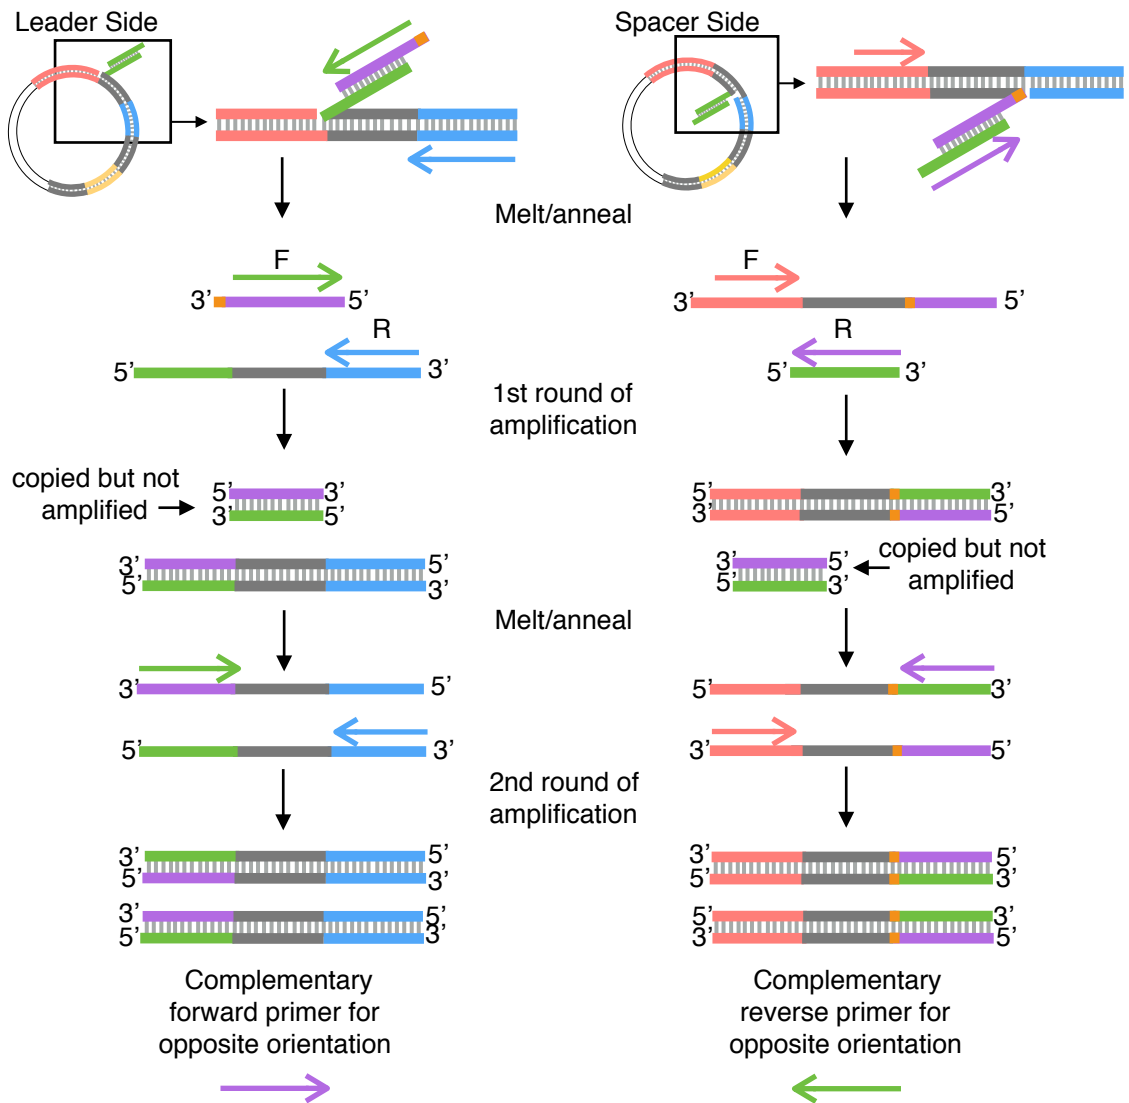 Leader Side
Spacer Side
Melt/anneal
F
3’
5’
R
5’
3’
F
3’
5’
R
5’
3’
1st round of
amplification
copied but not
amplified
5’
3’
3’
5’
3’
5’
5’
3’
5’
3’
3’
5’
copied but not
amplified
3’
5’
5’
3’
Melt/anneal
3’
5’
5’
3’
5’
3’
3’
5’
2nd round of
amplification
3’
5’
5’
3’
3’
5’
5’
3’
3’
5’
5’
3’
5’
3’
3’
5’
Complementary
forward primer for
opposite orientation
Complementary
reverse primer for
opposite orientation